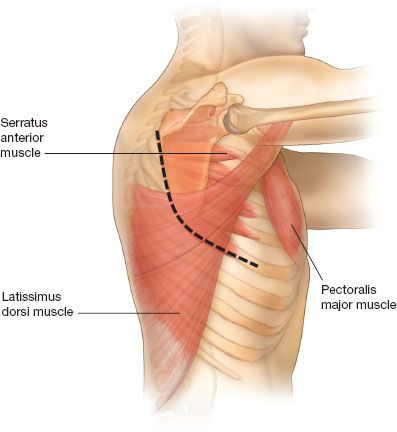 Serratus
anterior
muscle
Latissimus
dorsi muscle
Pectoralis
major muscle